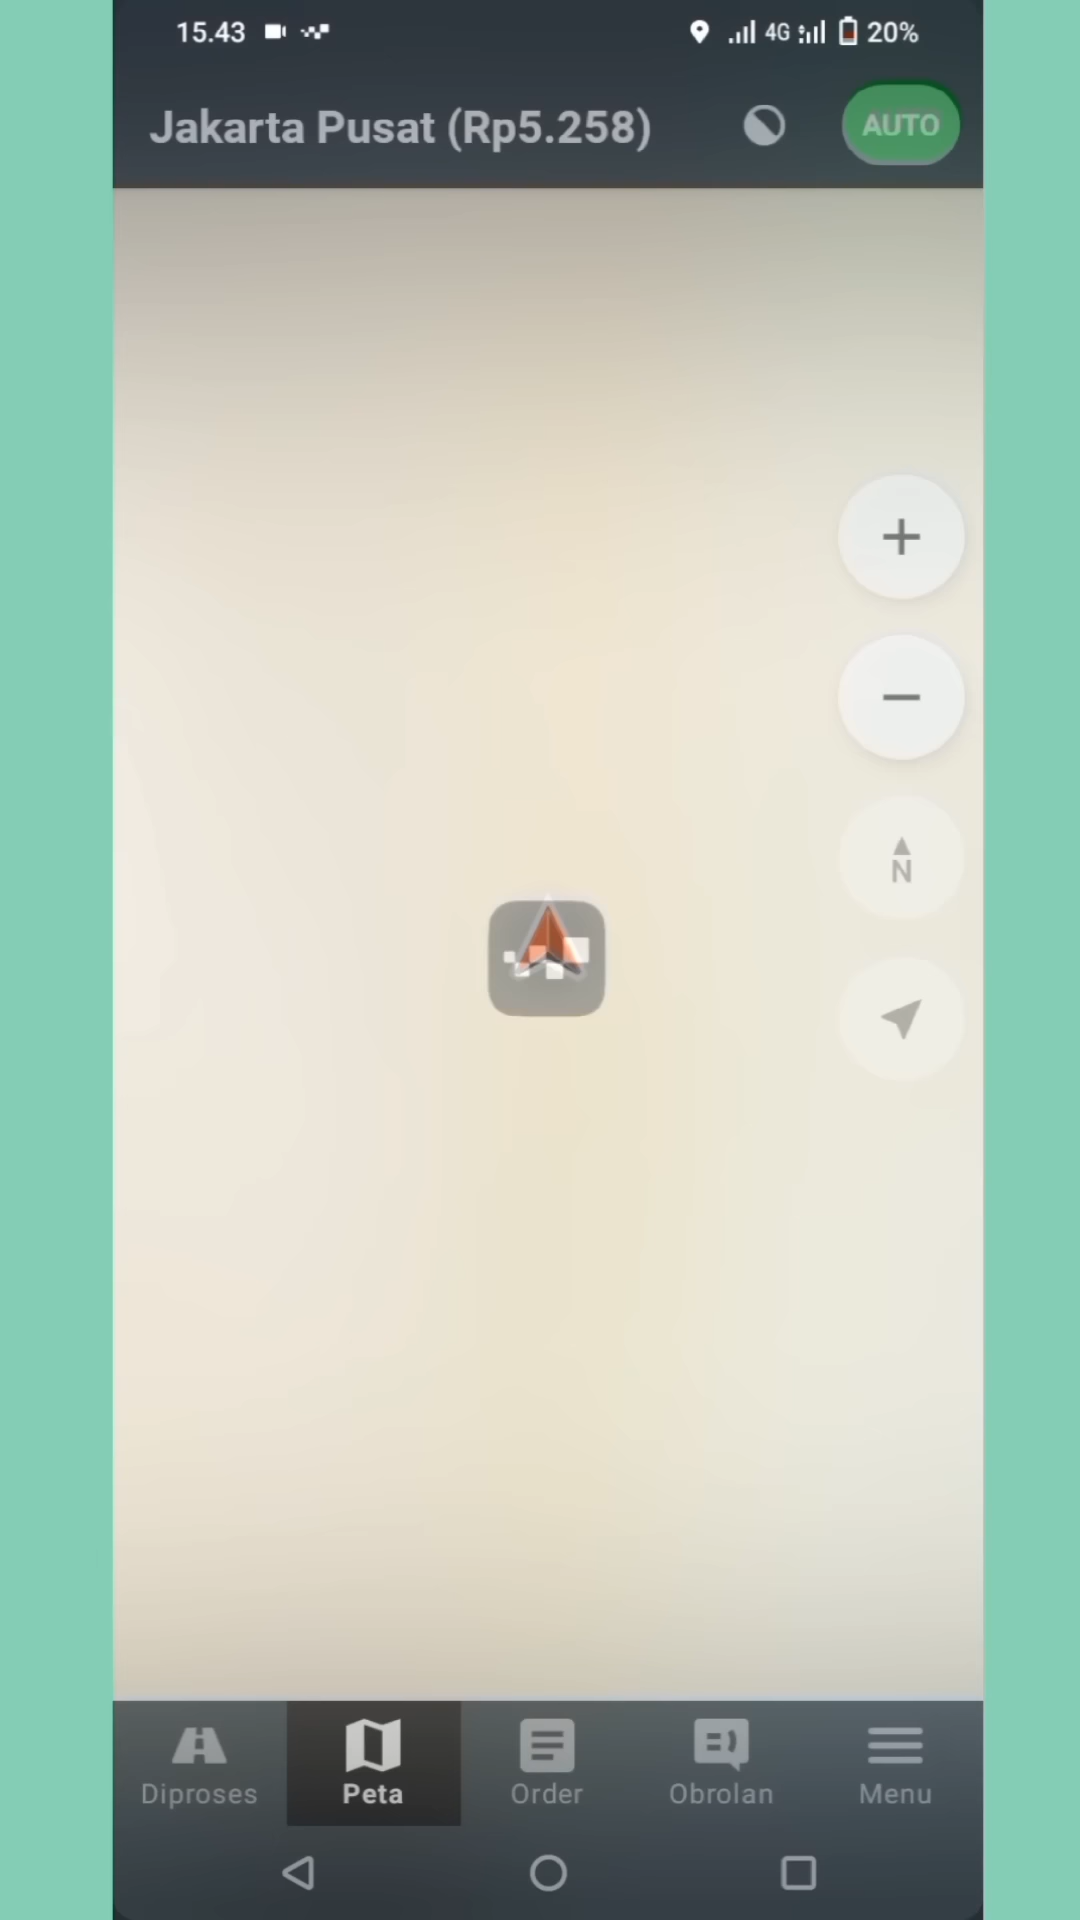 15.43 4G 20%
Jakarta Pusat (Rp5.258) AUTO
+
−
N
Diproses Peta Order Obrolan Menu